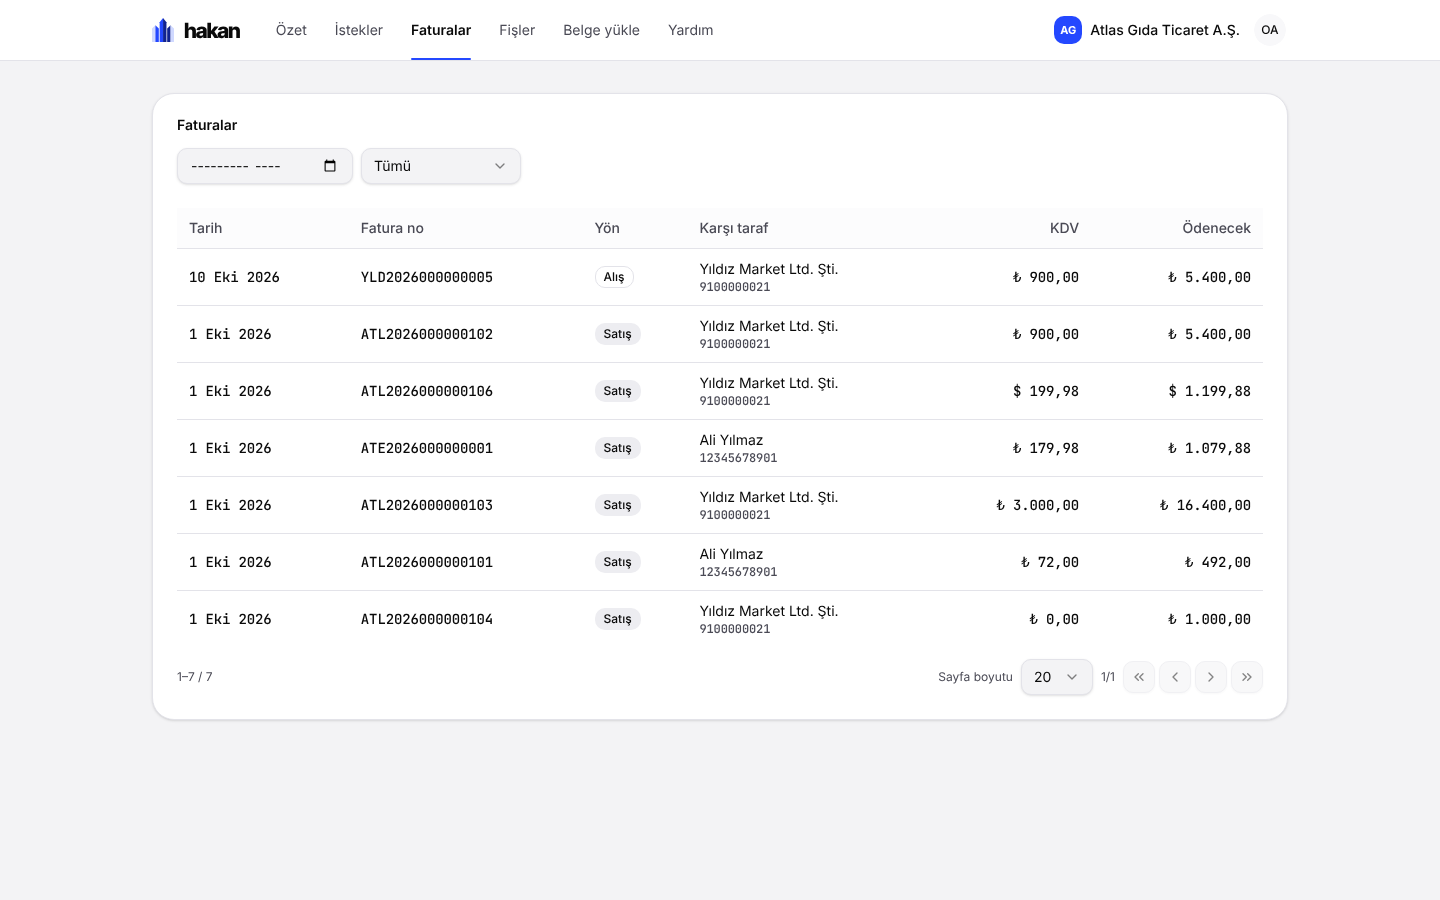 hakan Özet İstekler Faturalar Fişler Belge yükle Yardım AG Atlas Gıda Ticaret A.Ş. OA
Faturalar
--------- ---- Tümü
Tarih Fatura no Yön Karşı taraf KDV Ödenecek
10 Eki 2026 YLD2026000000005 Alış Yıldız Market Ltd. Şti. ₺ 900,00 ₺ 5.400,00
9100000021
1 Eki 2026 ATL2026000000102 Satış Yıldız Market Ltd. Şti. ₺ 900,00 ₺ 5.400,00
9100000021
1 Eki 2026 ATL2026000000106 Satış Yıldız Market Ltd. Şti. $ 199,98 $ 1.199,88
9100000021
1 Eki 2026 ATE2026000000001 Satış Ali Yılmaz ₺ 179,98 ₺ 1.079,88
12345678901
1 Eki 2026 ATL2026000000103 Satış Yıldız Market Ltd. Şti. ₺ 3.000,00 ₺ 16.400,00
9100000021
1 Eki 2026 ATL2026000000101 Satış Ali Yılmaz ₺ 72,00 ₺ 492,00
12345678901
1 Eki 2026 ATL2026000000104 Satış Yıldız Market Ltd. Şti. ₺ 0,00 ₺ 1.000,00
9100000021
1–7 / 7 Sayfa boyutu 20 1/1